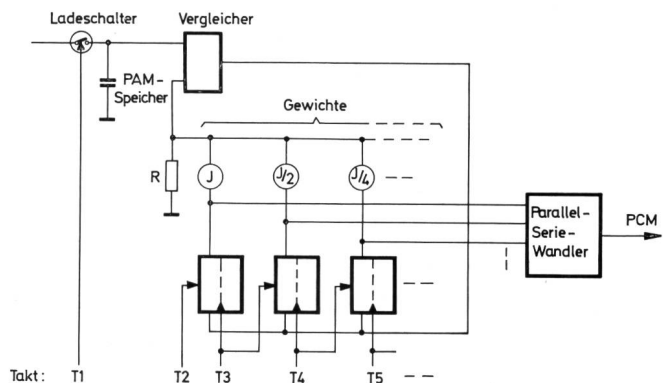 Ladeschalter
Vergleicher
PAM-
Speicher
Gewichte
R
J
J/2
J/4
Parallel-
Serie-
Wandler
PCM
Takt: T1 T2 T3 T4 T5